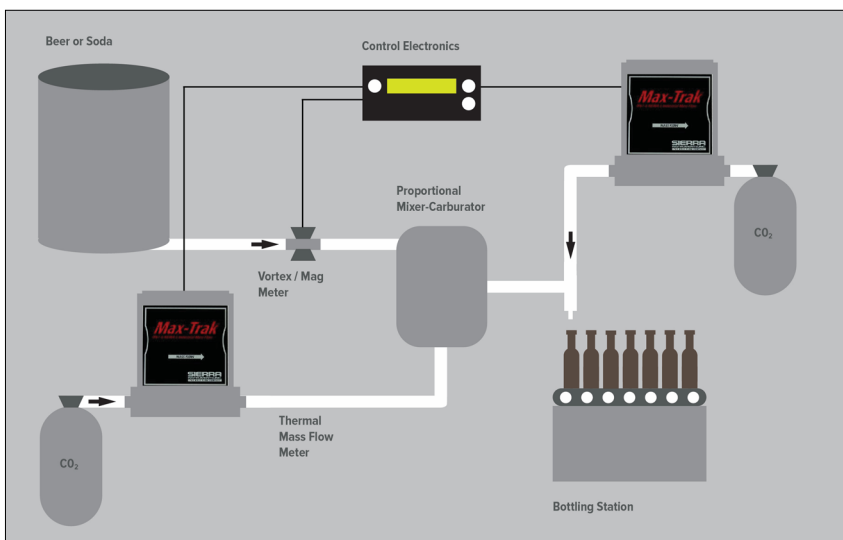 Beer or Soda
Control Electronics
Max-Trak
SIERRA
CO₂
Proportional
Mixer-Carburator
Vortex / Mag
Meter
Max-Trak
SIERRA
CO₂
Thermal
Mass Flow
Meter
Bottling Station